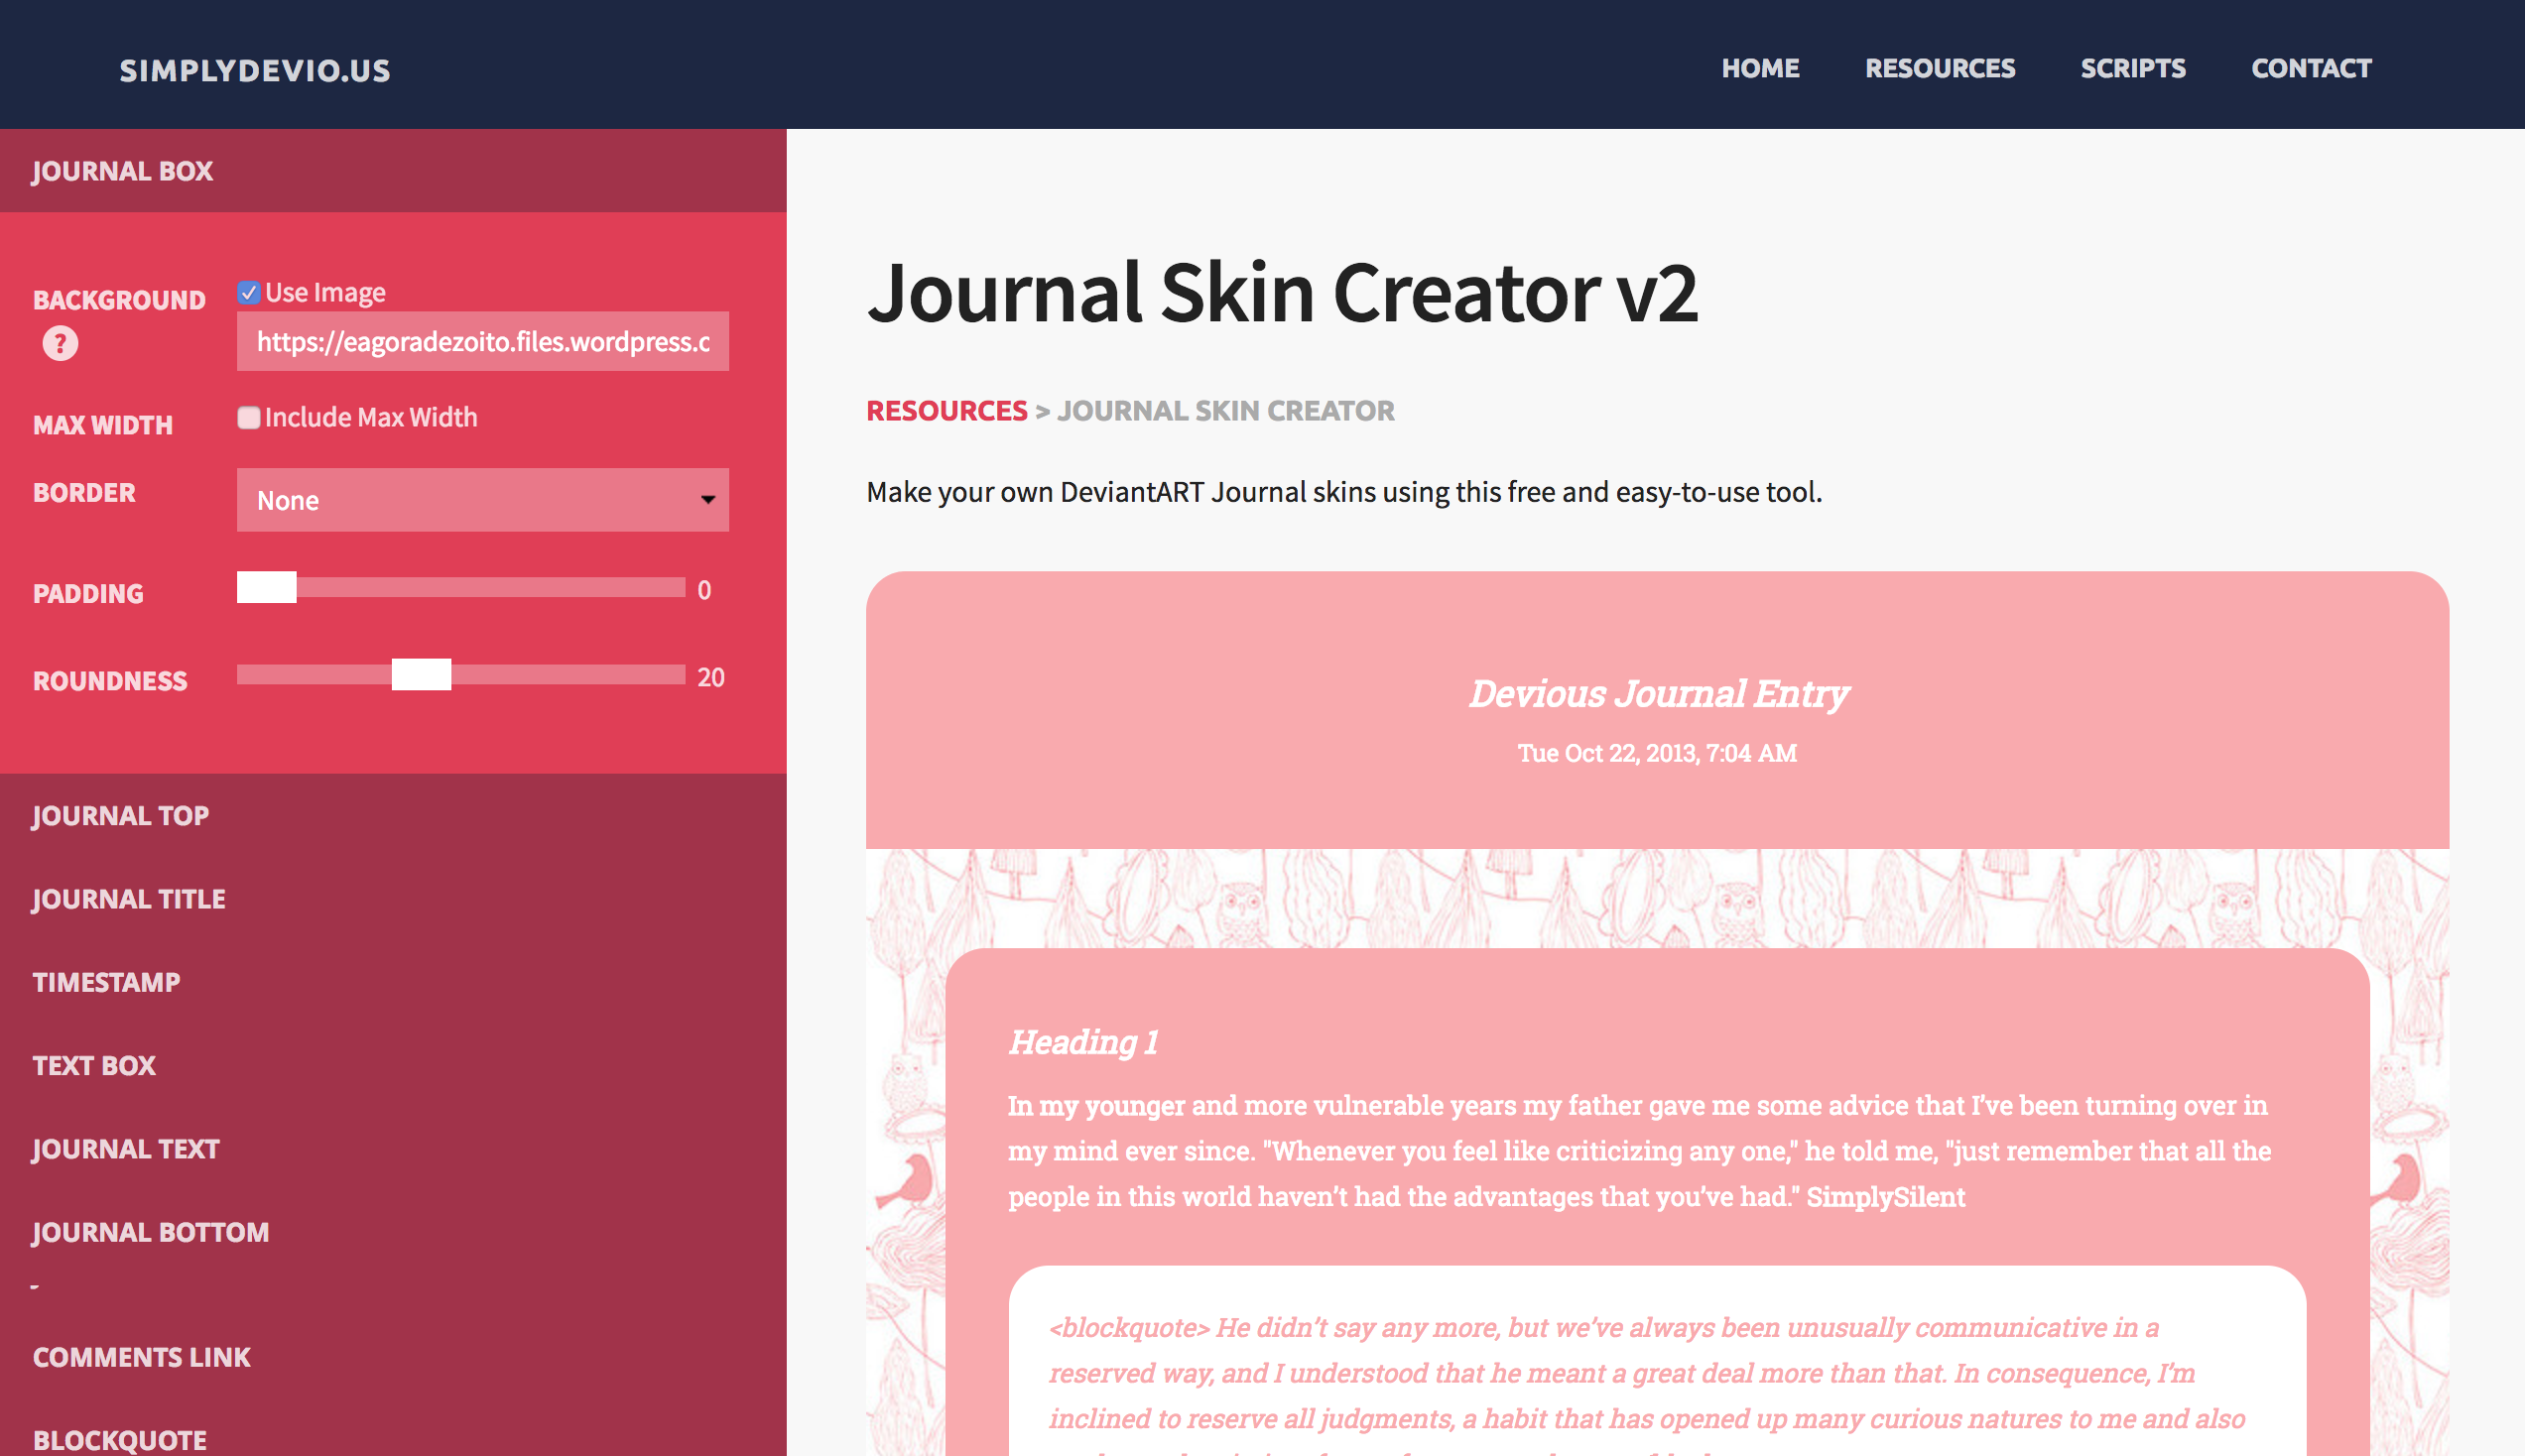 SIMPLYDEVIO.US
HOME RESOURCES SCRIPTS CONTACT
JOURNAL BOX
BACKGROUND ?
Use Image
https://eagoradezoito.files.wordpress.c
MAX WIDTH
Include Max Width
BORDER
None
PADDING
0
ROUNDNESS
20
JOURNAL TOP
JOURNAL TITLE
TIMESTAMP
TEXT BOX
JOURNAL TEXT
JOURNAL BOTTOM
COMMENTS LINK
BLOCKQUOTE
Journal Skin Creator v2
RESOURCES > JOURNAL SKIN CREATOR
Make your own DeviantART Journal skins using this free and easy-to-use tool.
Devious Journal Entry
Tue Oct 22, 2013, 7:04 AM
Heading 1
In my younger and more vulnerable years my father gave me some advice that I’ve been turning over in
my mind ever since. "Whenever you feel like criticizing any one," he told me, "just remember that all the
people in this world haven’t had the advantages that you’ve had." SimplySilent
<blockquote> He didn’t say any more, but we’ve always been unusually communicative in a
reserved way, and I understood that he meant a great deal more than that. In consequence, I’m
inclined to reserve all judgments, a habit that has opened up many curious natures to me and also